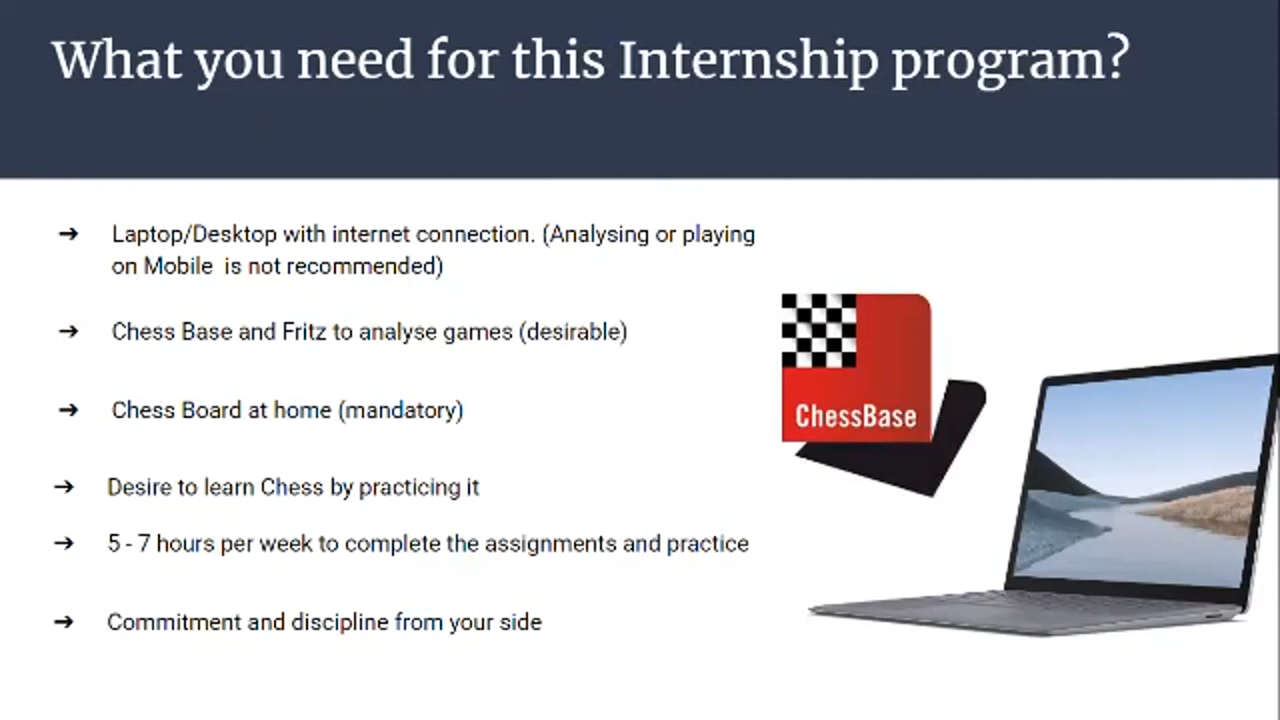 What you need for this Internship program?
➔ Laptop/Desktop with internet connection. (Analysing or playing
on Mobile is not recommended)
➔ Chess Base and Fritz to analyse games (desirable)
➔ Chess Board at home (mandatory)
➔ Desire to learn Chess by practicing it
➔ 5 - 7 hours per week to complete the assignments and practice
➔ Commitment and discipline from your side
ChessBase